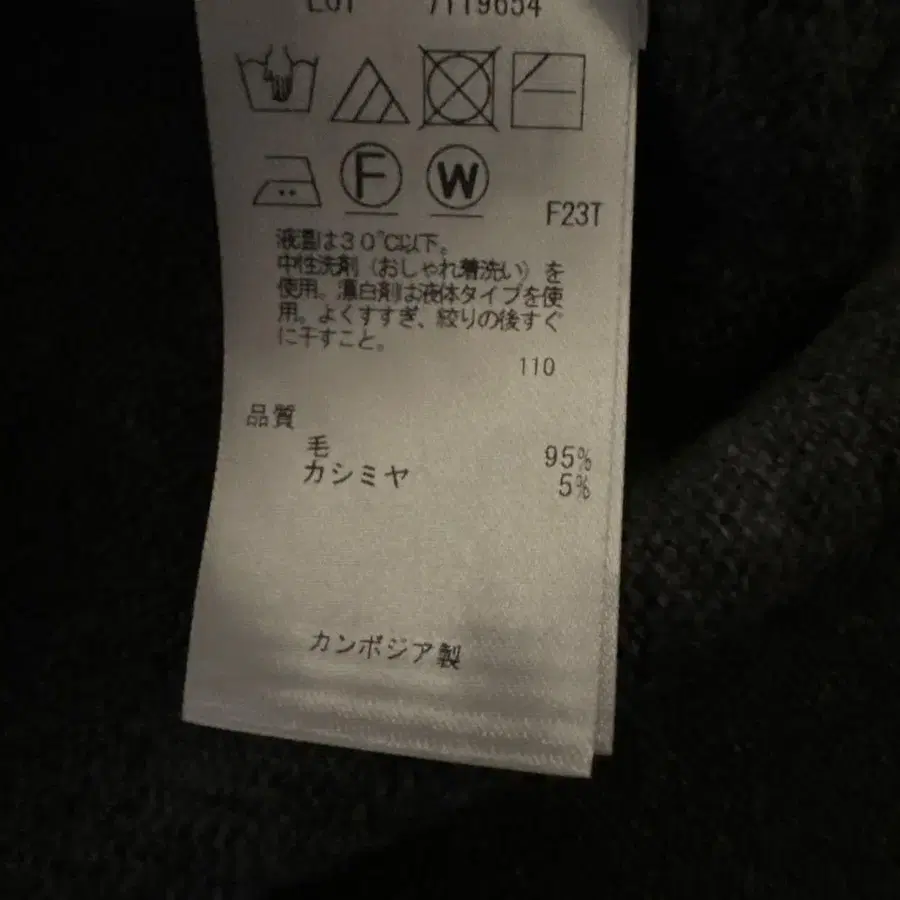 LOT 7119654
F W
F23T
液温は30℃以下。
中性洗剤（おしゃれ着洗い）を
使用。漂白剤は液体タイプを使
用。よくすすぎ、絞りの後すぐ
に干すこと。
110
品質
毛 95%
カシミヤ 5%
カンボジア製